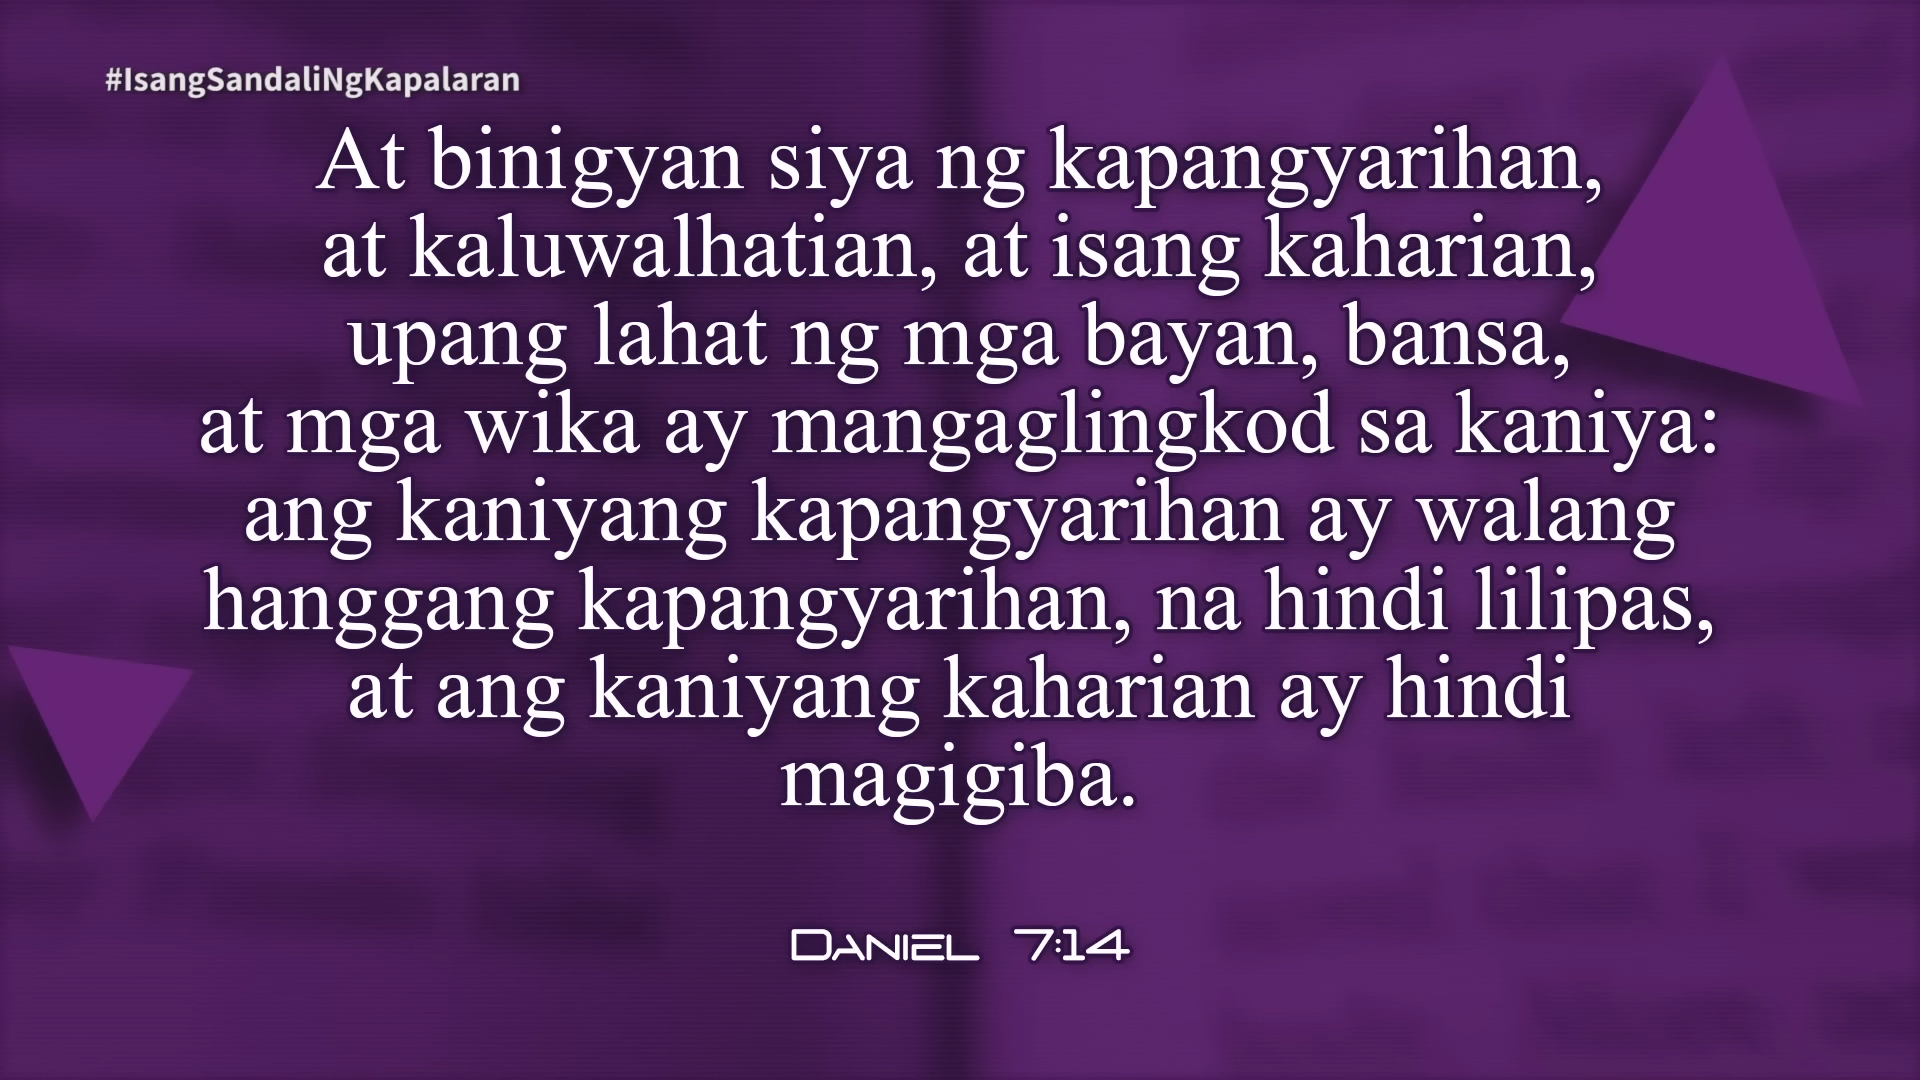 #IsangSandaliNgKapalaran
At binigyan siya ng kapangyarihan,
at kaluwalhatian, at isang kaharian,
upang lahat ng mga bayan, bansa,
at mga wika ay mangaglingkod sa kaniya:
ang kaniyang kapangyarihan ay walang
hanggang kapangyarihan, na hindi lilipas,
at ang kaniyang kaharian ay hindi
magigiba.
Daniel 7:14